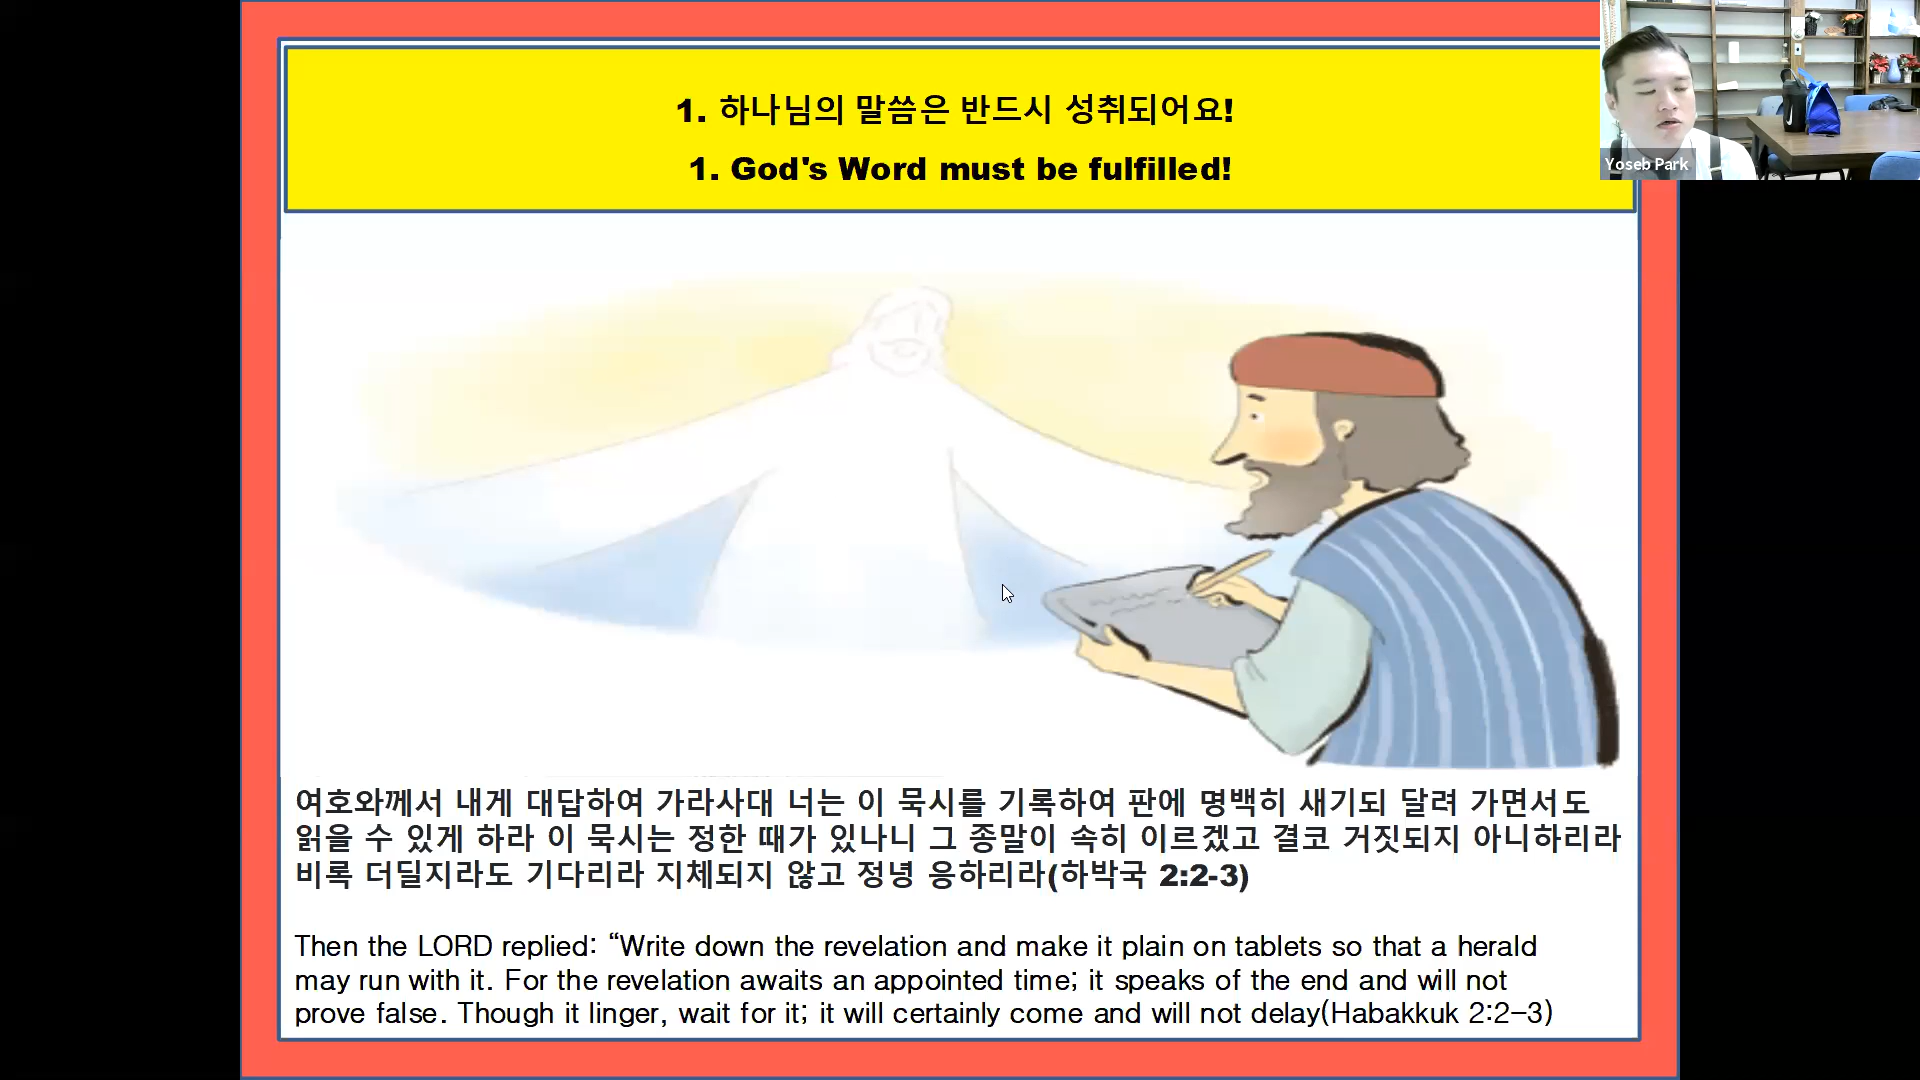 1. 하나님의 말씀은 반드시 성취되어요!
1. God's Word must be fulfilled!
Yoseb Park
여호와께서 내게 대답하여 가라사대 너는 이 묵시를 기록하여 판에 명백히 새기되 달려 가면서도
읽을 수 있게 하라 이 묵시는 정한 때가 있나니 그 종말이 속히 이르겠고 결코 거짓되지 아니하리라
비록 더딜지라도 기다리라 지체되지 않고 정녕 응하리라(하박국 2:2-3)
Then the LORD replied: “Write down the revelation and make it plain on tablets so that a herald
may run with it. For the revelation awaits an appointed time; it speaks of the end and will not
prove false. Though it linger, wait for it; it will certainly come and will not delay(Habakkuk 2:2-3)